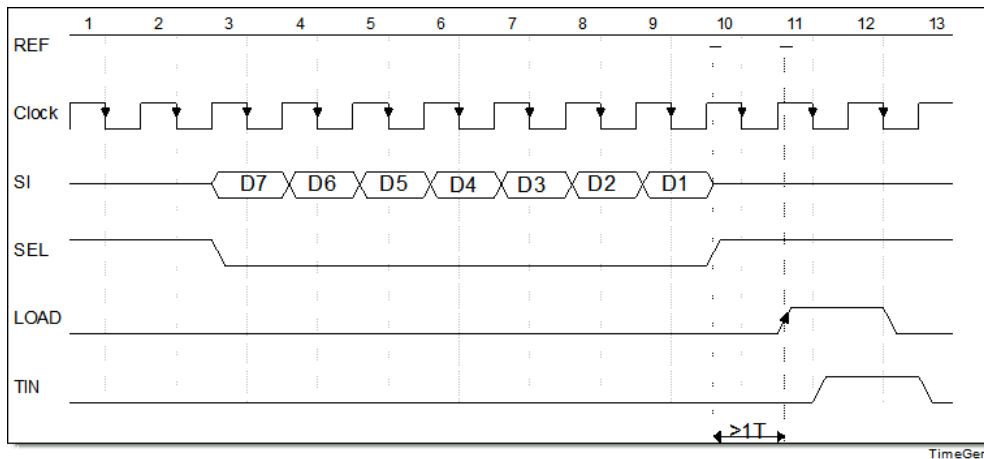 1 2 3 4 5 6 7 8 9 10 11 12 13
REF
Clock
SI D7 D6 D5 D4 D3 D2 D1
SEL
LOAD
TIN
>1T
TimeGen